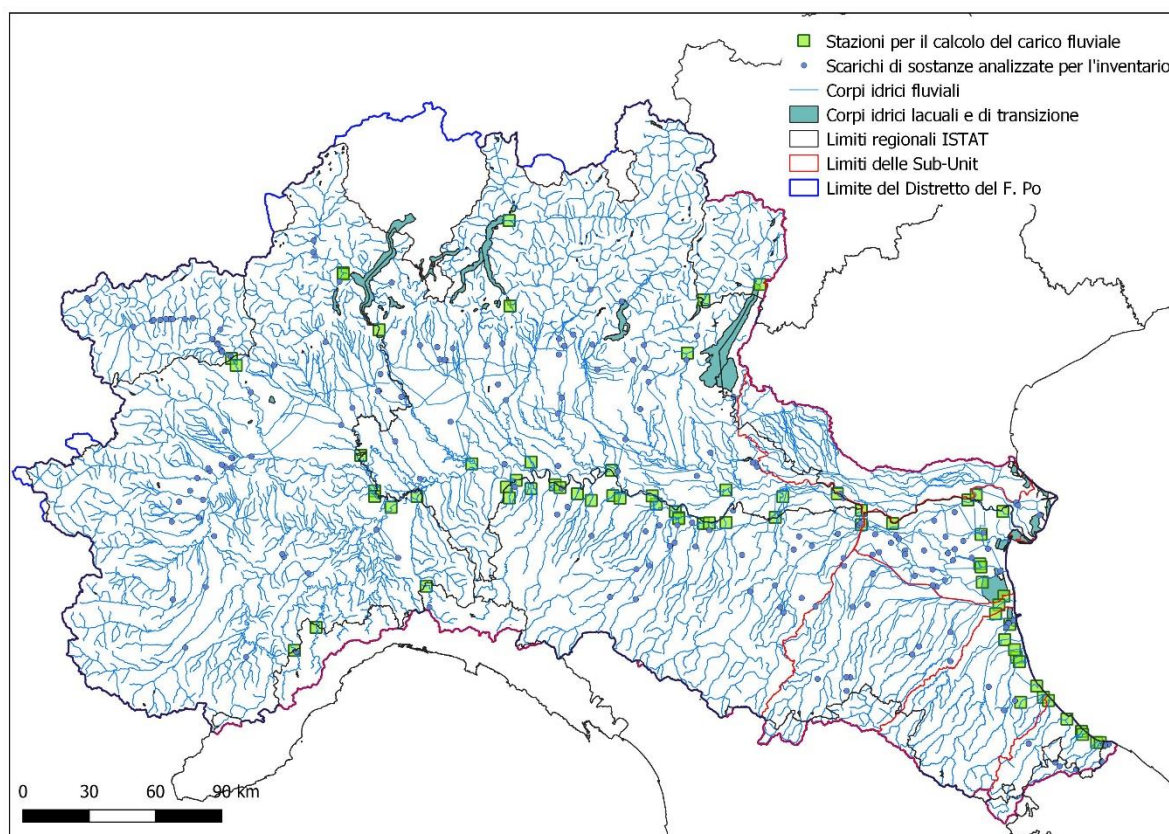 Stazioni per il calcolo del carico fluviale
Scarichi di sostanze analizzate per l'inventario
Corpi idrici fluviali
Corpi idrici lacuali e di transizione
Limiti regionali ISTAT
Limiti delle Sub-Unit
Limite del Distretto del F. Po
0 30 60 90 km